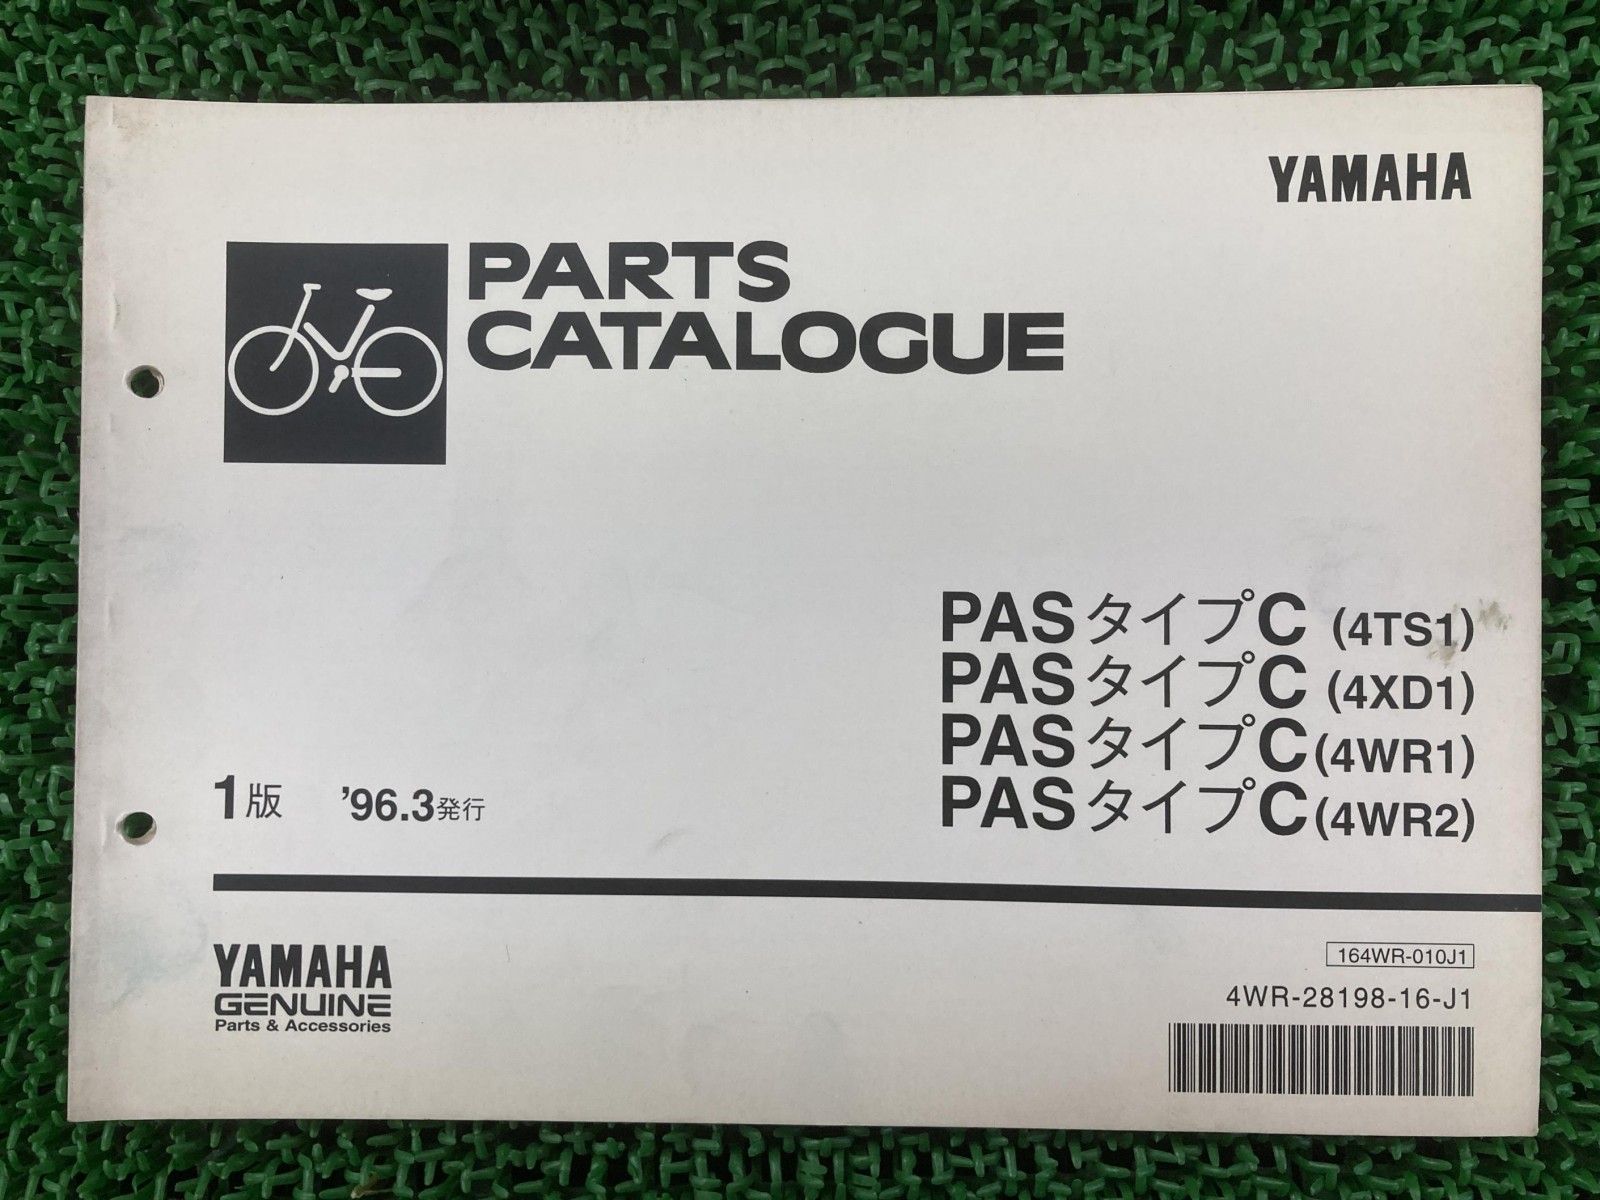 YAMAHA
PARTS
CATALOGUE
PASタイプC (4TS1)
PASタイプC (4XD1)
PASタイプC (4WR1)
PASタイプC (4WR2)
1版 '96.3発行
YAMAHA
GENUINE
Parts & Accessories
164WR-010J1
4WR-28198-16-J1